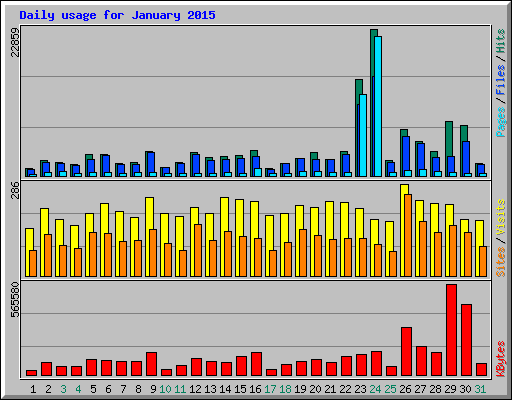 Daily usage for January 2015
22859
Pages / Files / Hits
286
Sites / Visits
565580
KBytes
1 2 3 4 5 6 7 8 9 10 11 12 13 14 15 16 17 18 19 20 21 22 23 24 25 26 27 28 29 30 31